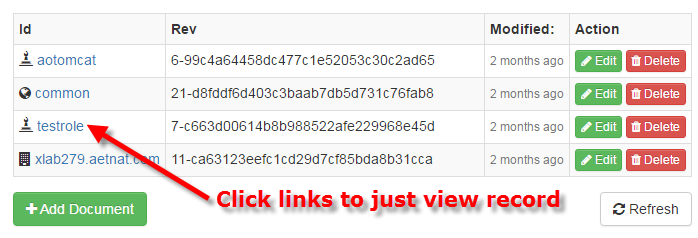 Id Rev Modified: Action
aotomcat 6-99c4a64458dc477c1e52053c30c2ad65 2 months ago Edit Delete
common 21-d8fddf6d403c3baab7db5d731c76fab8 2 months ago Edit Delete
testrole 7-c663d00614b8b988522afe229968e45d 2 months ago Edit Delete
xlab279.aetnat.com 11-ca63123eefc1cd29d7cf85bda8b31cca 2 months ago Edit Delete
Click links to just view record
Add Document Refresh